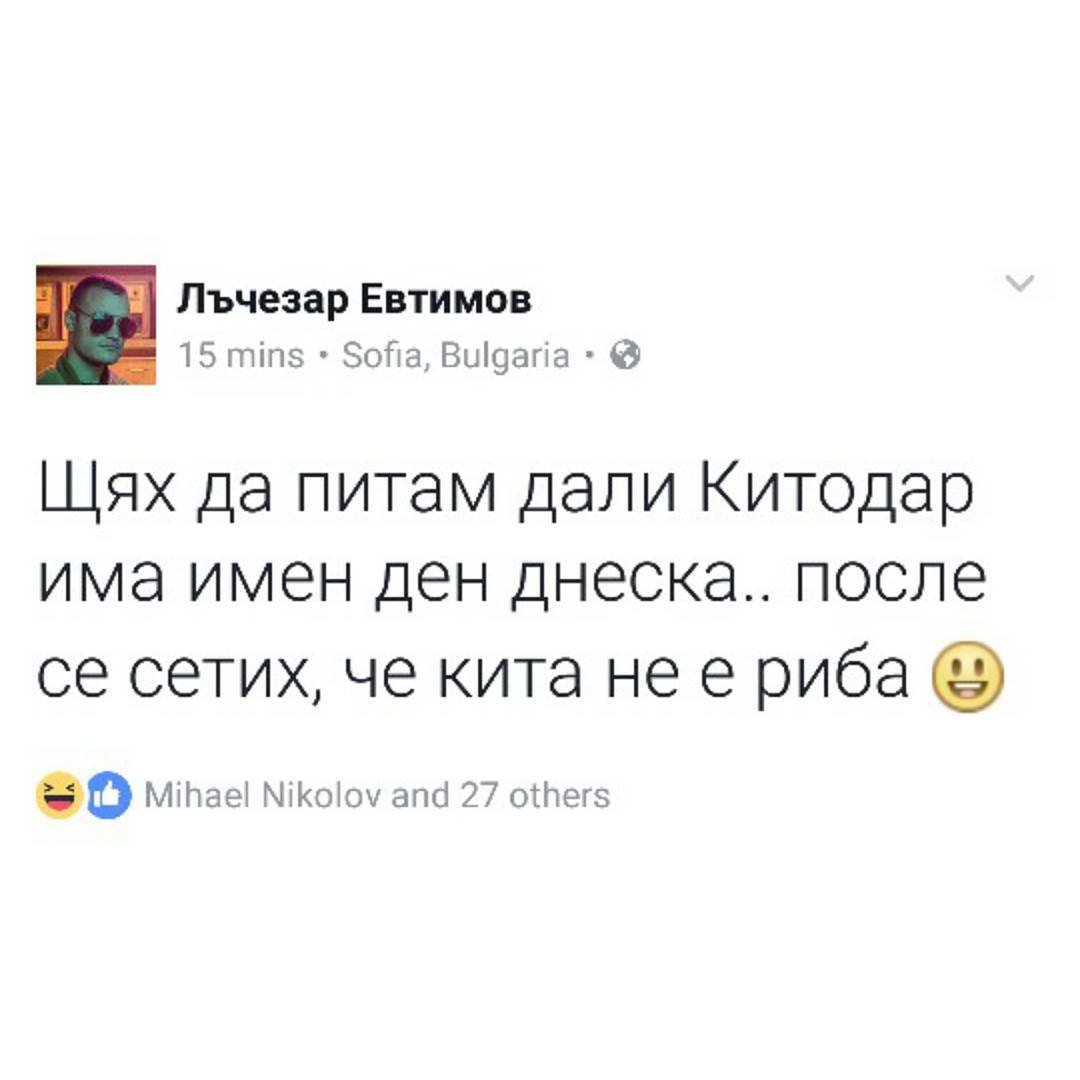 Лъчезар Евтимов
15 mins • Sofia, Bulgaria •
Щях да питам дали Китодар
има имен ден днеска.. после
се сетих, че кита не е риба 😃
Mihael Nikolov and 27 others